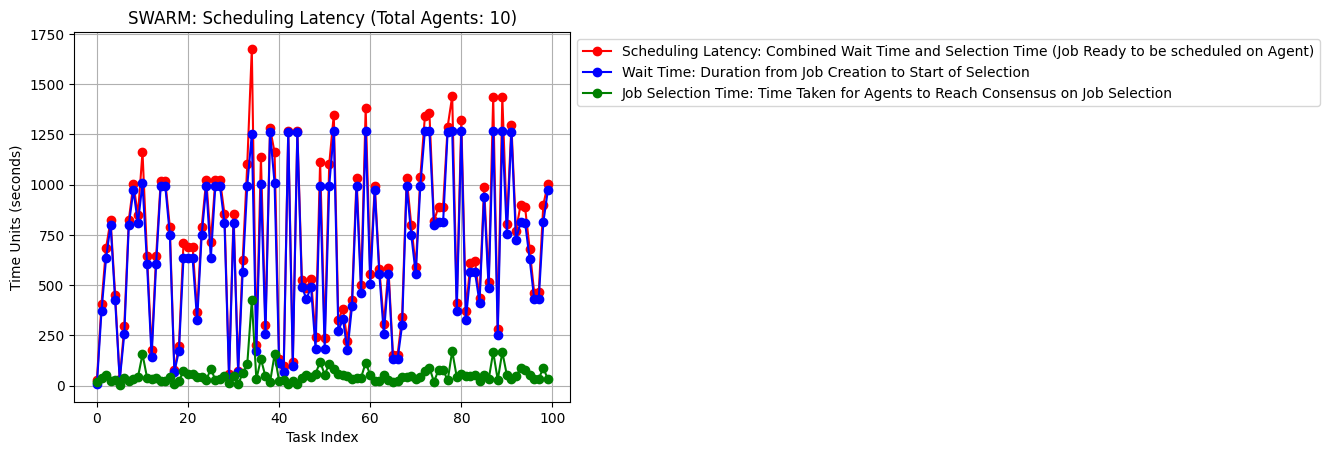 SWARM: Scheduling Latency (Total Agents: 10)
Scheduling Latency: Combined Wait Time and Selection Time (Job Ready to be scheduled on Agent)
Wait Time: Duration from Job Creation to Start of Selection
Job Selection Time: Time Taken for Agents to Reach Consensus on Job Selection
Time Units (seconds)
1750
1500
1250
1000
750
500
250
0
0
20
40
60
80
100
Task Index